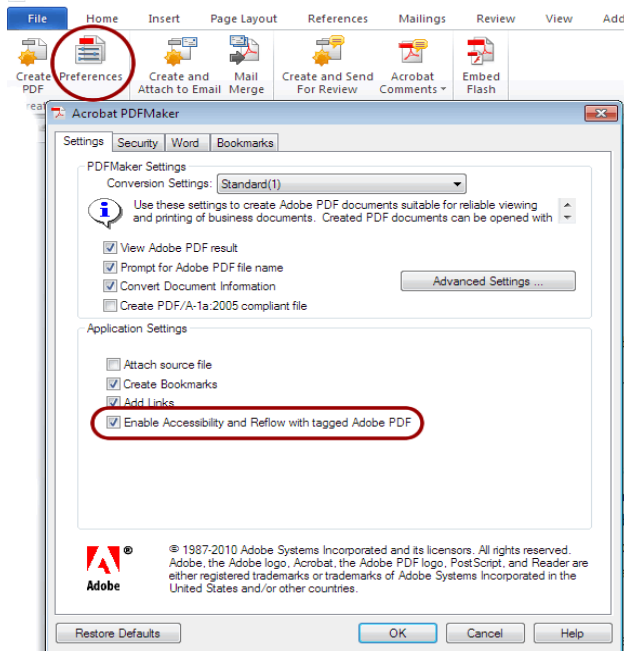 File Home Insert Page Layout References Mailings Review View Add
Create Preferences Create and Mail Create and Send Acrobat Embed
PDF Attach to Email Merge For Review Comments Flash
Acrobat PDFMaker
Settings Security Word Bookmarks
PDFMaker Settings
Conversion Settings: Standard(1)
Use these settings to create Adobe PDF documents suitable for reliable viewing
and printing of business documents. Created PDF documents can be opened with
View Adobe PDF result
Prompt for Adobe PDF file name
Convert Document Information
Advanced Settings ...
Create PDF/A-1a:2005 compliant file
Application Settings
Attach source file
Create Bookmarks
Add Links
Enable Accessibility and Reflow with tagged Adobe PDF
® © 1987-2010 Adobe Systems Incorporated and its licensors. All rights reserved.
Adobe, the Adobe logo, Acrobat, the Adobe PDF logo, PostScript, and Reader are
either registered trademarks or trademarks of Adobe Systems Incorporated in the
United States and/or other countries.
Adobe
Restore Defaults OK Cancel Help